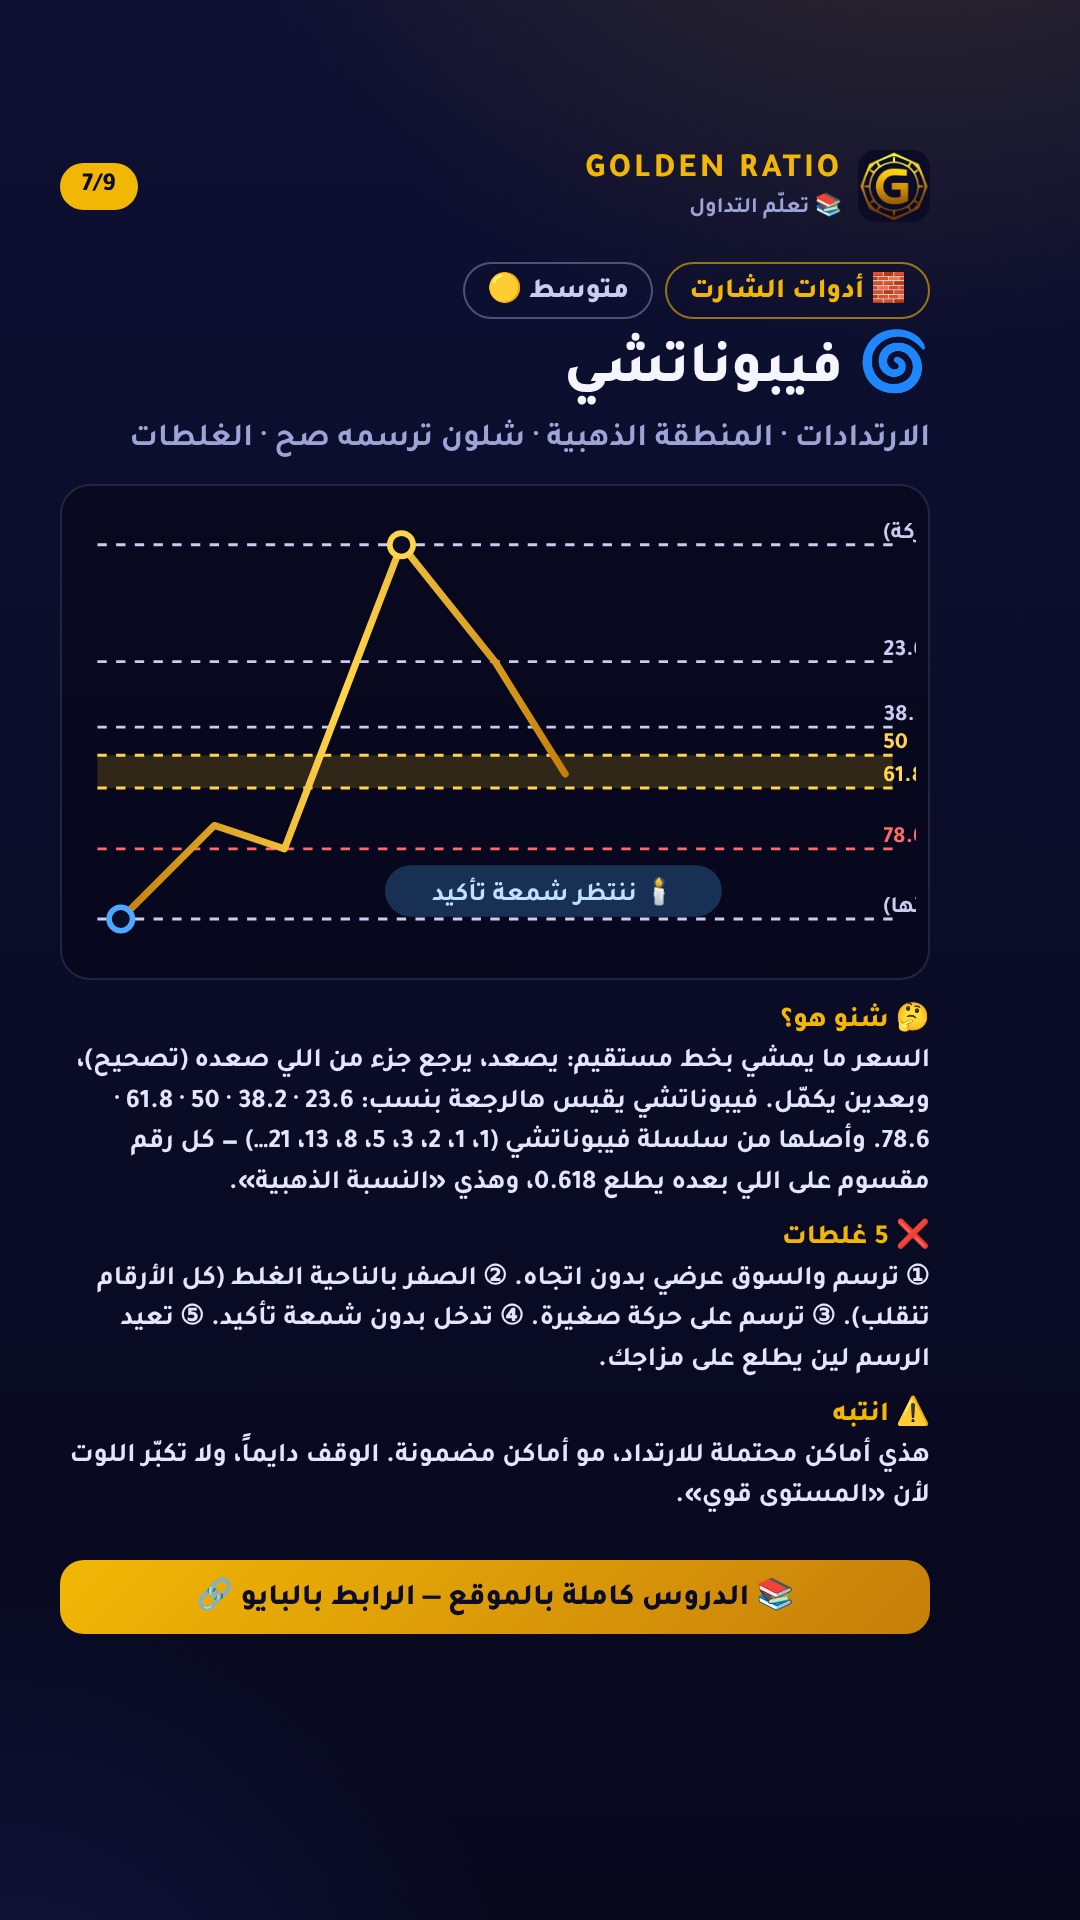 GOLDEN RATIO
📚 تعلّم التداول
7/9
🧱 أدوات الشارت
متوسط 🟡
🌀 فيبوناتشي
الارتدادات · المنطقة الذهبية · شلون ترسمه صح · الغلطات
23.
38.
50
61.8
78.
🕯️ ننتظر شمعة تأكيد
🤔 شنو هو؟
السعر ما يمشي بخط مستقيم: يصعد، يرجع جزء من اللي صعده (تصحيح)،
وبعدين يكمّل. فيبوناتشي يقيس هالرجعة بنسب: 23.6 · 38.2 · 50 · 61.8 ·
78.6. وأصلها من سلسلة فيبوناتشي (1، 1، 2، 3، 5، 8، 13، 21…) — كل رقم
مقسوم على اللي بعده يطلع 0.618، وهذي «النسبة الذهبية».
❌ 5 غلطات
① ترسم والسوق عرضي بدون اتجاه. ② الصفر بالناحية الغلط (كل الأرقام
تنقلب). ③ ترسم على حركة صغيرة. ④ تدخل بدون شمعة تأكيد. ⑤ تعيد
الرسم لين يطلع على مزاجك.
⚠️ انتبه
هذي أماكن محتملة للارتداد، مو أماكن مضمونة. الوقف دايماً، ولا تكبّر اللوت
لأن «المستوى قوي».
📚 الدروس كاملة بالموقع — الرابط بالبايو 🔗